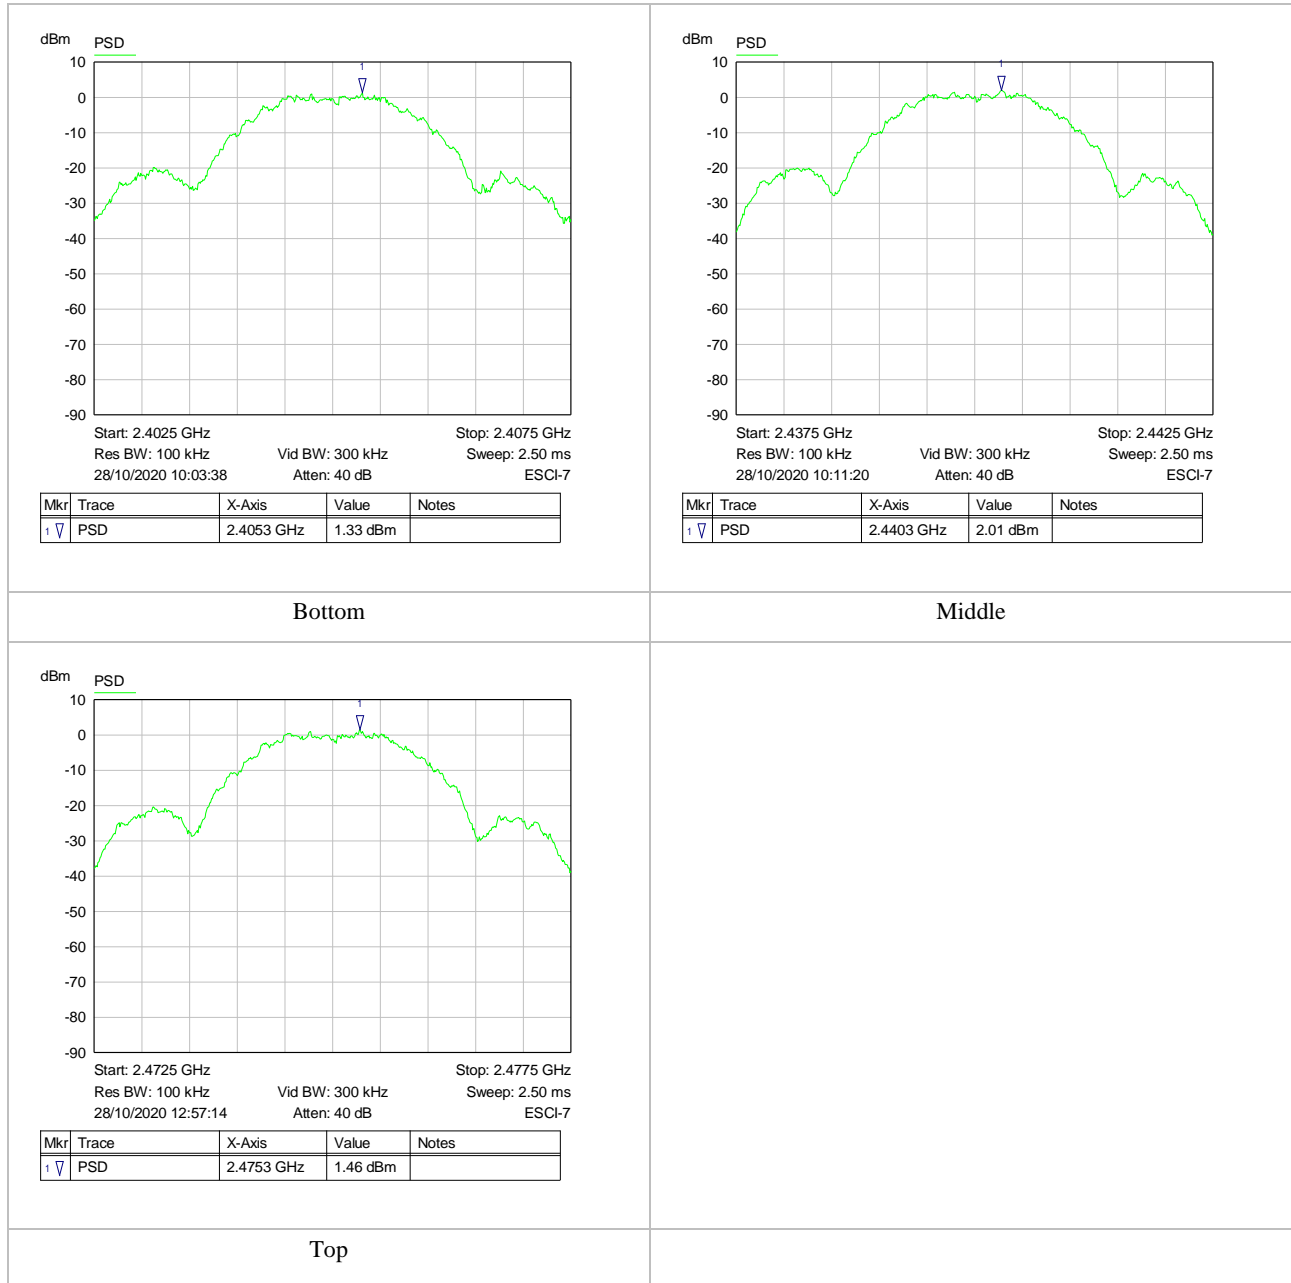 dBm PSD
1
10
0
-10
-20
-30
-40
-50
-60
-70
-80
-90
Start: 2.4025 GHz Stop: 2.4075 GHz
Res BW: 100 kHz Vid BW: 300 kHz Sweep: 2.50 ms
28/10/2020 10:03:38 Atten: 40 dB ESCI-7
Mkr Trace X-Axis Value Notes
1 PSD 2.4053 GHz 1.33 dBm
Bottom
dBm PSD
1
10
0
-10
-20
-30
-40
-50
-60
-70
-80
-90
Start: 2.4375 GHz Stop: 2.4425 GHz
Res BW: 100 kHz Vid BW: 300 kHz Sweep: 2.50 ms
28/10/2020 10:11:20 Atten: 40 dB ESCI-7
Mkr Trace X-Axis Value Notes
1 PSD 2.4403 GHz 2.01 dBm
Middle
dBm PSD
1
10
0
-10
-20
-30
-40
-50
-60
-70
-80
-90
Start: 2.4725 GHz Stop: 2.4775 GHz
Res BW: 100 kHz Vid BW: 300 kHz Sweep: 2.50 ms
28/10/2020 12:57:14 Atten: 40 dB ESCI-7
Mkr Trace X-Axis Value Notes
1 PSD 2.4753 GHz 1.46 dBm
Top